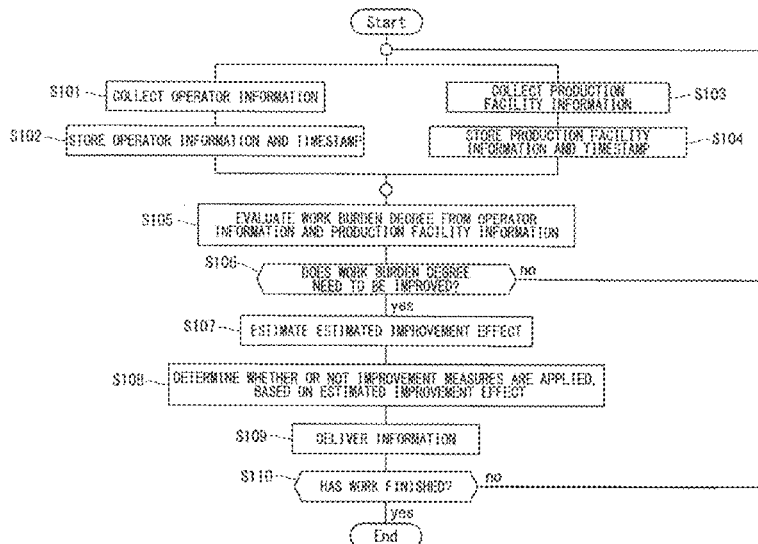 Start
S101
COLLECT OPERATOR INFORMATION
COLLECT PRODUCTION
FACILITY INFORMATION
S103
S102
STORE OPERATOR INFORMATION AND TIMESTAMP
STORE PRODUCTION FACILITY
INFORMATION AND TIMESTAMP
S104
S105
EVALUATE WORK BURDEN DEGREE FROM OPERATOR
INFORMATION AND PRODUCTION FACILITY INFORMATION
S106
DOES WORK BURDEN DEGREE
NEED TO BE IMPROVED?
no
yes
S107
ESTIMATE ESTIMATED IMPROVEMENT EFFECT
S108
DETERMINE WHETHER OR NOT IMPROVEMENT MEASURES ARE APPLIED,
BASED ON ESTIMATED IMPROVEMENT EFFECT
S109
DELIVER INFORMATION
S110
HAS WORK FINISHED?
no
yes
End